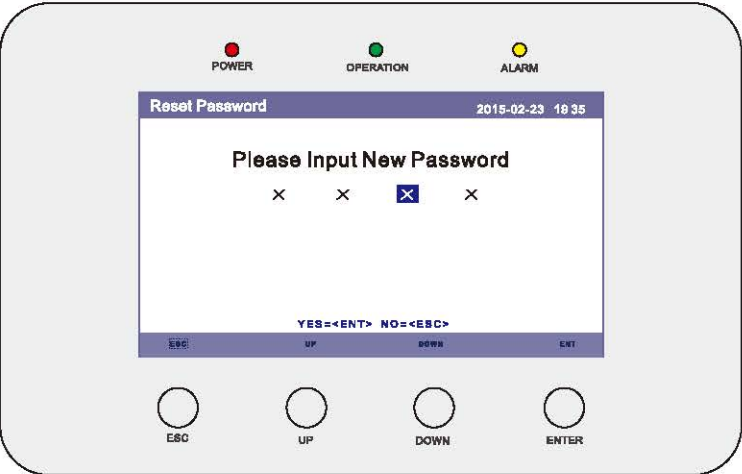 POWER OPERATION ALARM
Reset Password 2015-02-23 18 35
Please Input New Password
× × × ×
YES=<ENT> NO=<ESC>
ESC UP DOWN ENT
ESC UP DOWN ENTER